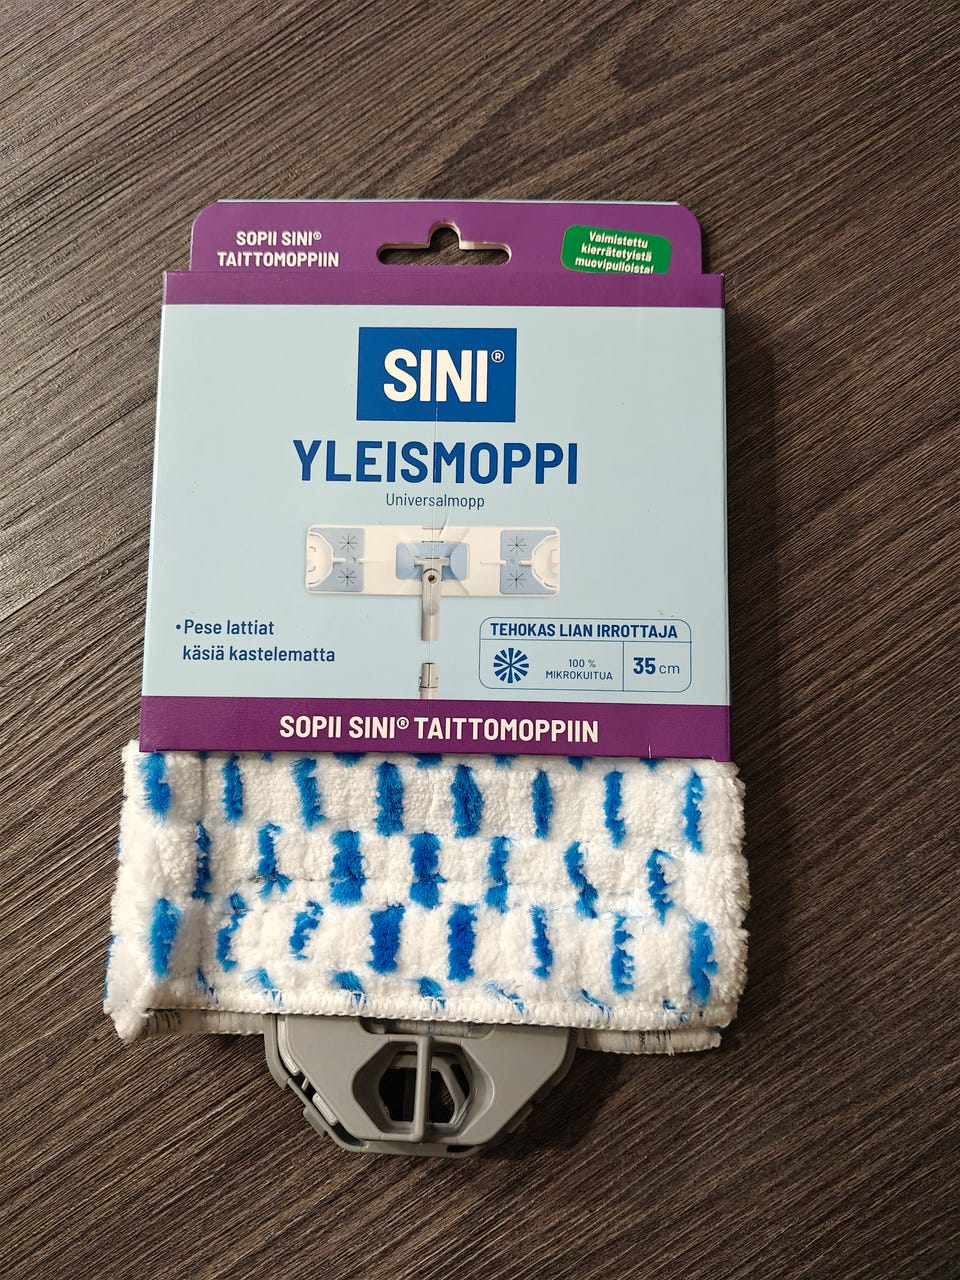 SOPII SINI®
TAITTOMOPPIIN
Valmistettu
kierrätetyistä
muovipulloista!
SINI®
YLEISMOPPI
Universalmopp
• Pese lattiat
käsiä kastelematta
TEHOKAS LIAN IRROTTAJA
100 %
MIKROKUITUA
35 cm
SOPII SINI® TAITTOMOPPIIN